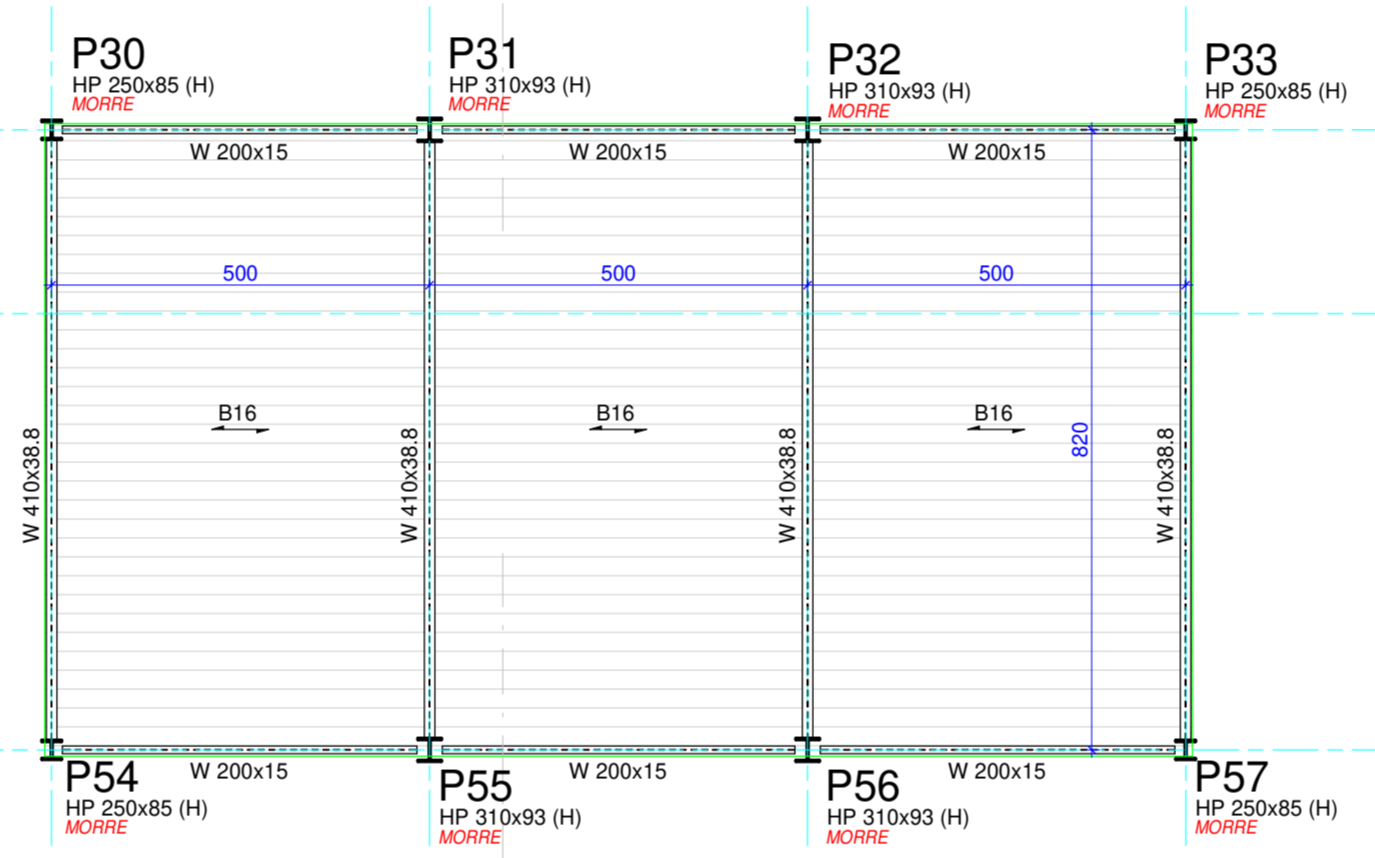 P30
HP 250x85 (H)
MORRE
P31
HP 310x93 (H)
MORRE
P32
HP 310x93 (H)
MORRE
P33
HP 250x85 (H)
MORRE
W 200x15
W 200x15
W 200x15
500
500
500
B16
B16
B16
820
W 410x38.8
W 410x38.8
W 410x38.8
W 410x38.8
W 200x15
W 200x15
W 200x15
P54
HP 250x85 (H)
MORRE
P55
HP 310x93 (H)
MORRE
P56
HP 310x93 (H)
MORRE
P57
HP 250x85 (H)
MORRE